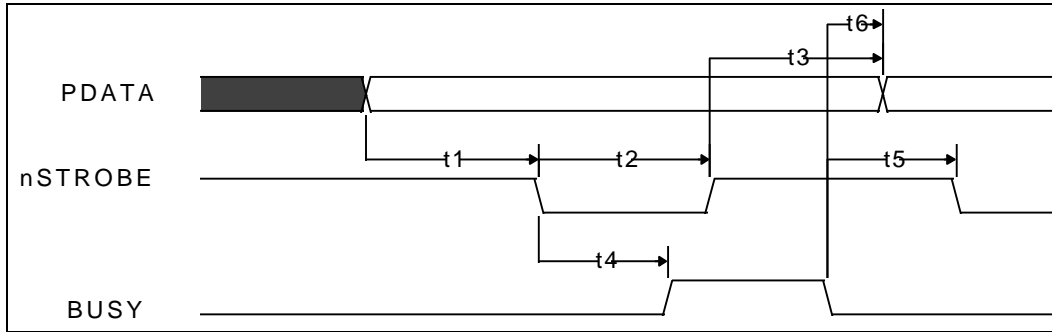 t6
t3
PDATA
t1 t2 t5
nSTROBE
t4
BUSY